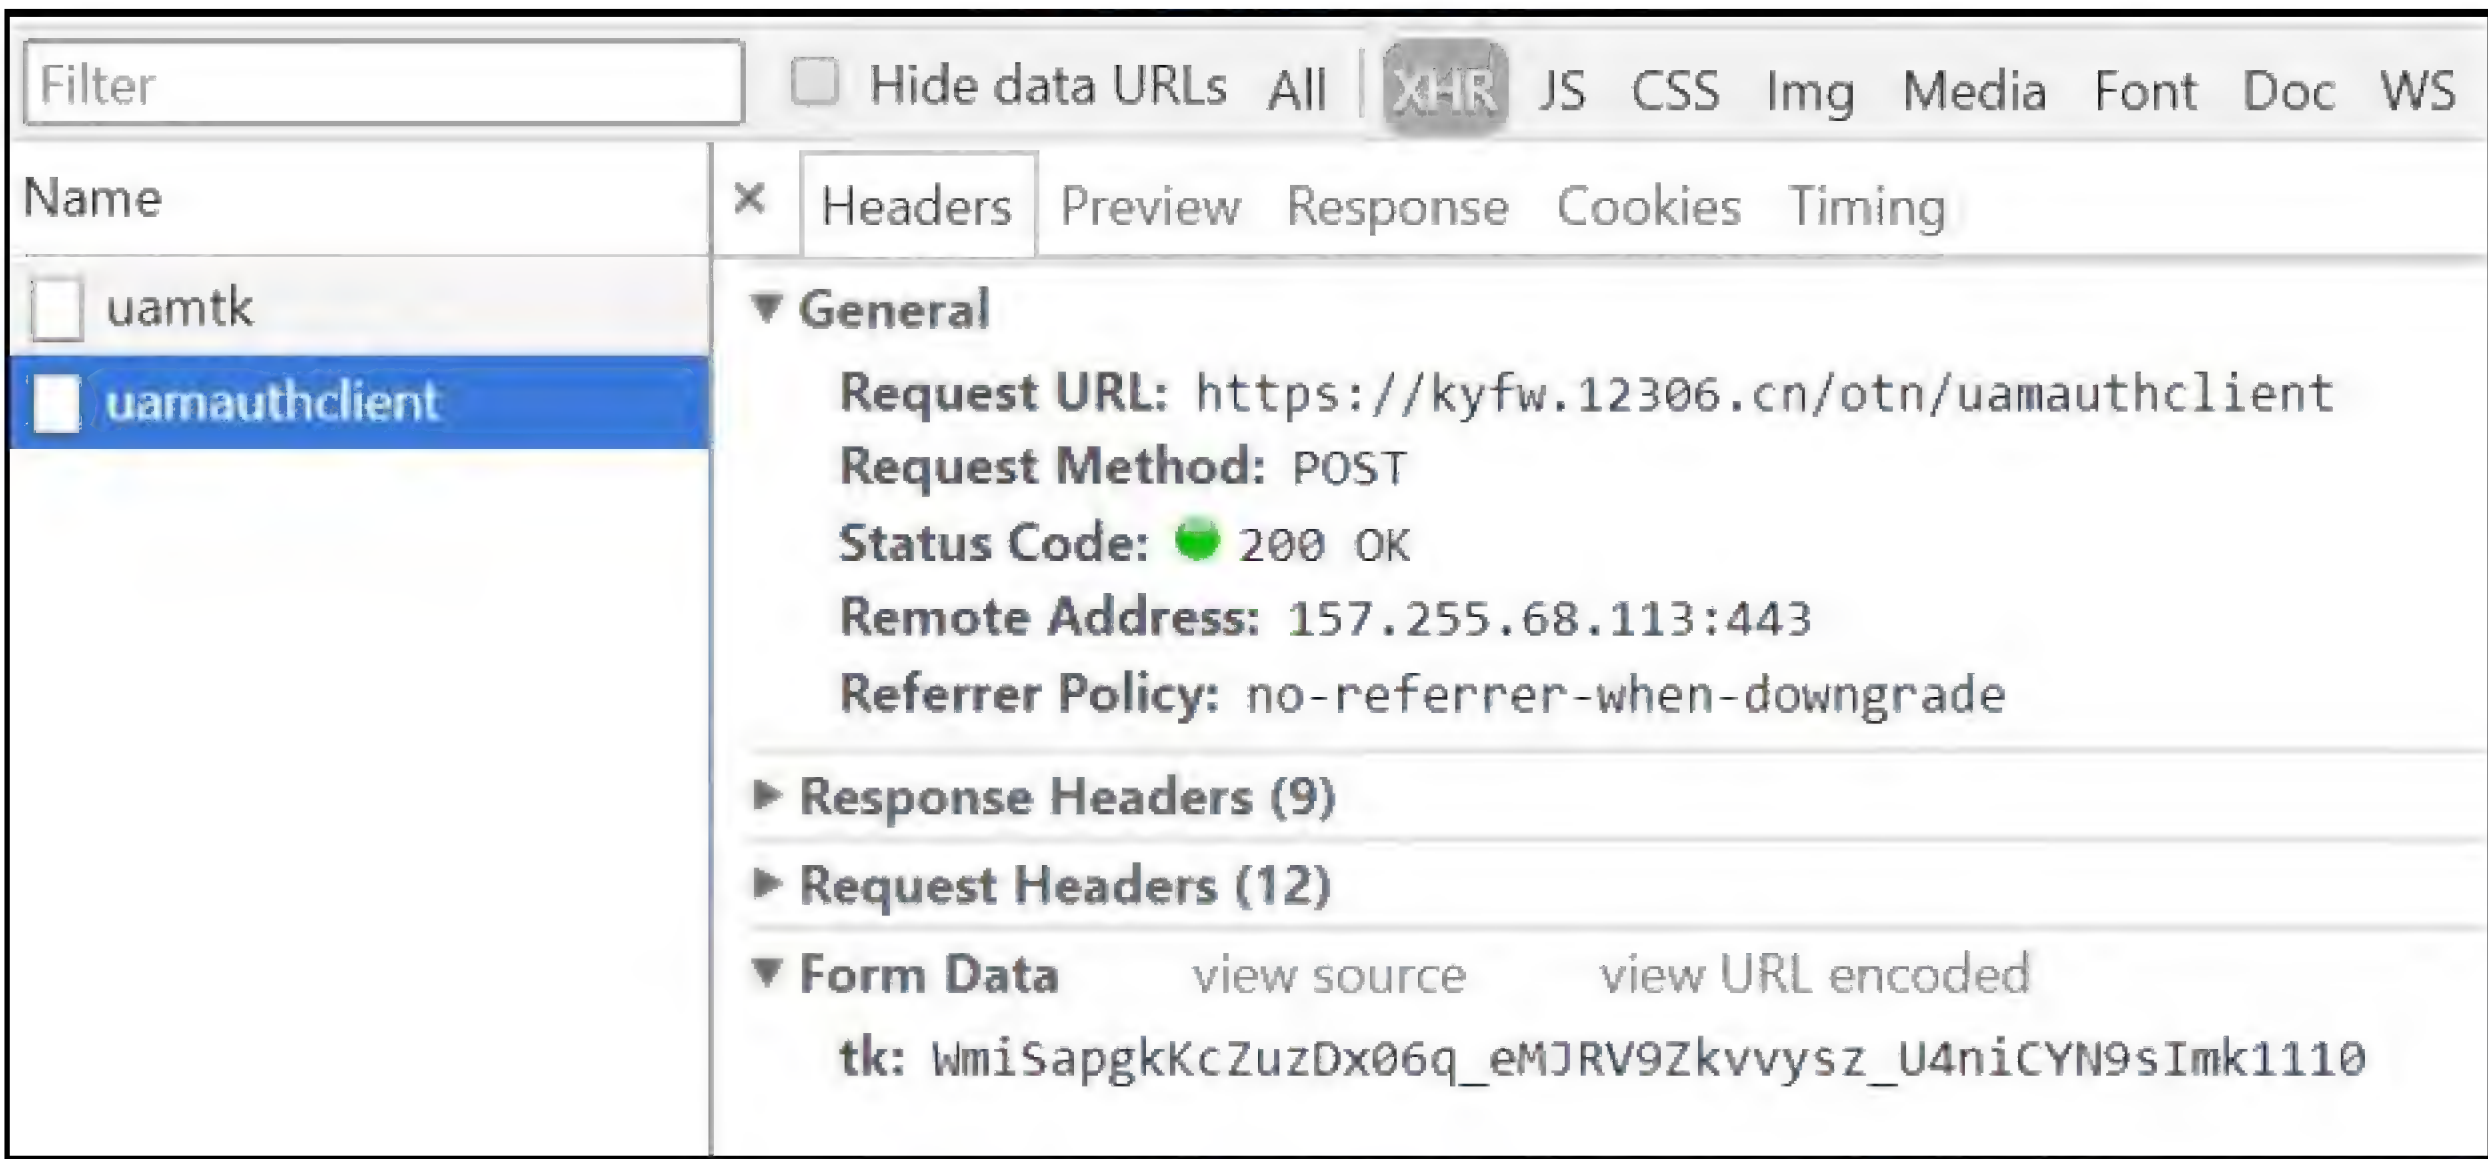 Filter Hide data URLs All XHR JS CSS Img Media Font Doc WS
Name
Headers Preview Response Cookies Timing
uamtk
uamauthclient
General
Request URL: https://kyfw.12306.cn/otn/uamauthclient
Request Method: POST
Status Code: 200 OK
Remote Address: 157.255.68.113:443
Referrer Policy: no-referrer-when-downgrade
Response Headers (9)
Request Headers (12)
Form Data view source view URL encoded
tk: WmiSapgkKcZuzDx06q_eMJRV9Zkvvysz_U4niCYN9sImk1110